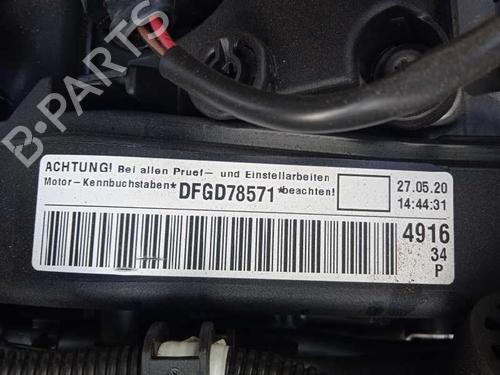 B-PARTS
ACHTUNG! Bei allen Pruef- und Einstellarbeiten
Motor-Kennbuchstaben*DFGD78571*beachten!
27.05.20
14:44:31
4916
34
P